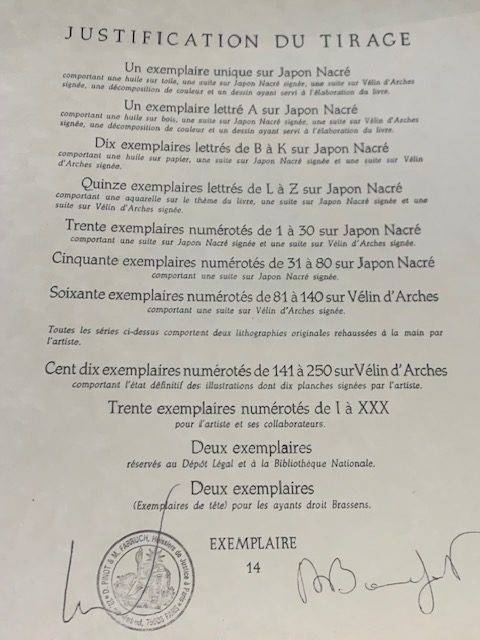 JUSTIFICATION DU TIRAGE
Un exemplaire unique sur Japon Nacré
comportant une huile sur toile, une suite sur Japon Nacré signée, une suite sur Vélin d'Arches
signée, une décomposition de couleur et un dessin ayant servi à l'élaboration du livre.
Un exemplaire lettré A sur Japon Nacré
comportant une huile sur bois, une suite sur Japon Nacré signée, une suite sur Vélin d'Arches
signée, une décomposition de couleur et un dessin ayant servi à l'élaboration du livre.
Dix exemplaires lettrés de B à K sur Japon Nacré
comportant une huile sur papier, une suite sur Japon Nacré signée et une suite sur Vélin
d'Arches signée.
Quinze exemplaires lettrés de L à Z sur Japon Nacré
comportant une aquarelle sur le thème du livre, une suite sur Japon Nacré signée et une
suite sur Vélin d'Arches signée.
Trente exemplaires numérotés de 1 à 30 sur Japon Nacré
comportant une suite sur Japon Nacré signée et une suite sur Vélin d'Arches signée.
Cinquante exemplaires numérotés de 31 à 80 sur Japon Nacré
comportant une suite sur Japon Nacré signée.
Soixante exemplaires numérotés de 81 à 140 sur Vélin d'Arches
comportant une suite sur Vélin d'Arches signée.
Toutes les séries ci-dessus comportent deux lithographies originales rehaussées à la main par
l'artiste.
Cent dix exemplaires numérotés de 141 à 250 sur Vélin d'Arches
comportant l'état définitif des illustrations dont dix planches signées par l'artiste.
Trente exemplaires numérotés de I à XXX
pour l'artiste et ses collaborateurs.
Deux exemplaires
réservés au Dépôt Légal et à la Bibliothèque Nationale.
Deux exemplaires
(Exemplaires de tête) pour les ayants droit Brassens.
EXEMPLAIRE
14
D. PINOT & M. FARRUCH, Huissiers de Justice à Paris
75005 PARIS